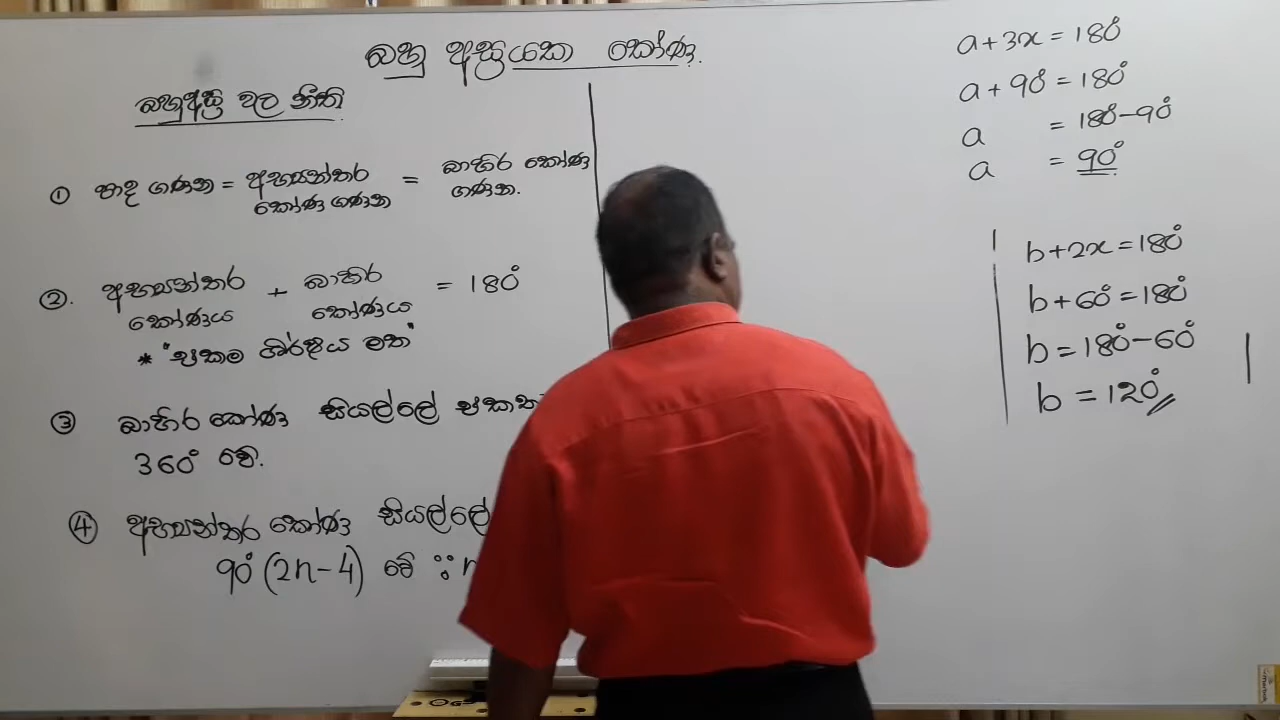 බහු අස්‍රයක කෝණ.
බහුඅස්‍ර වල නීති
① පාද ගණන = අභ්‍යන්තර කෝණ ගණන = බාහිර කෝණ ගණන.
②. අභ්‍යන්තර කෝණය + බාහිර කෝණය = 180°
* "එකම ශීර්ෂය මත"
③ බාහිර කෝණ සියල්ලේ
360° වේ.
④ අභ්‍යන්තර කෝණ සියල්ලේ
90° (2n-4) වේ ∵ n
a + 3x = 180°
a + 90° = 180°
a = 180° - 90°
a = 90°
b + 2x = 180°
b + 60° = 180°
b = 180° - 60°
b = 120°